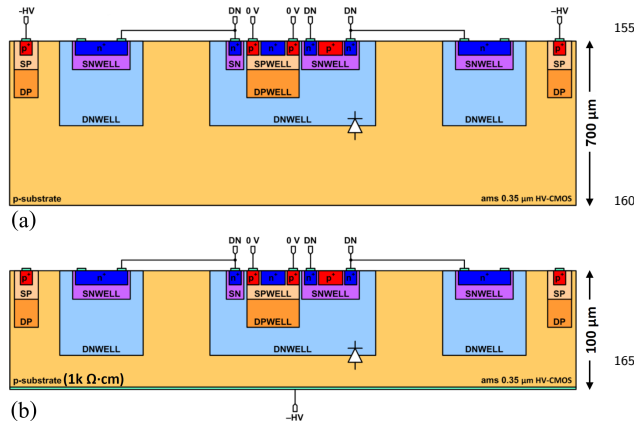 –HV DN 0 V 0 V DN DN –HV 155
p+ n+ n+ p+ n+ p+ n+ p+ n+ n+ p+
SP SNWELL SN SPWELL SNWELL SNWELL SP
DP DPWELL DP
DNWELL DNWELL DNWELL
700 μm
p-substrate ams 0.35 μm HV-CMOS 160
(a)
DN 0 V 0 V DN DN
p+ n+ n+ p+ n+ p+ n+ p+ n+ n+ p+
SP SNWELL SN SPWELL SNWELL SNWELL SP
DP DPWELL DP
DNWELL DNWELL DNWELL 165
100 μm
p-substrate (1k Ω·cm) ams 0.35 μm HV-CMOS
(b) –HV